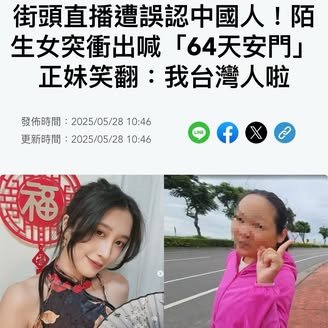 街頭直播遭誤認中國人！陌
生女突衝出喊「64天安門」
正妹笑翻：我台灣人啦
發佈時間：2025/05/28 10:46
更新時間：2025/05/28 10:46
LINE
福